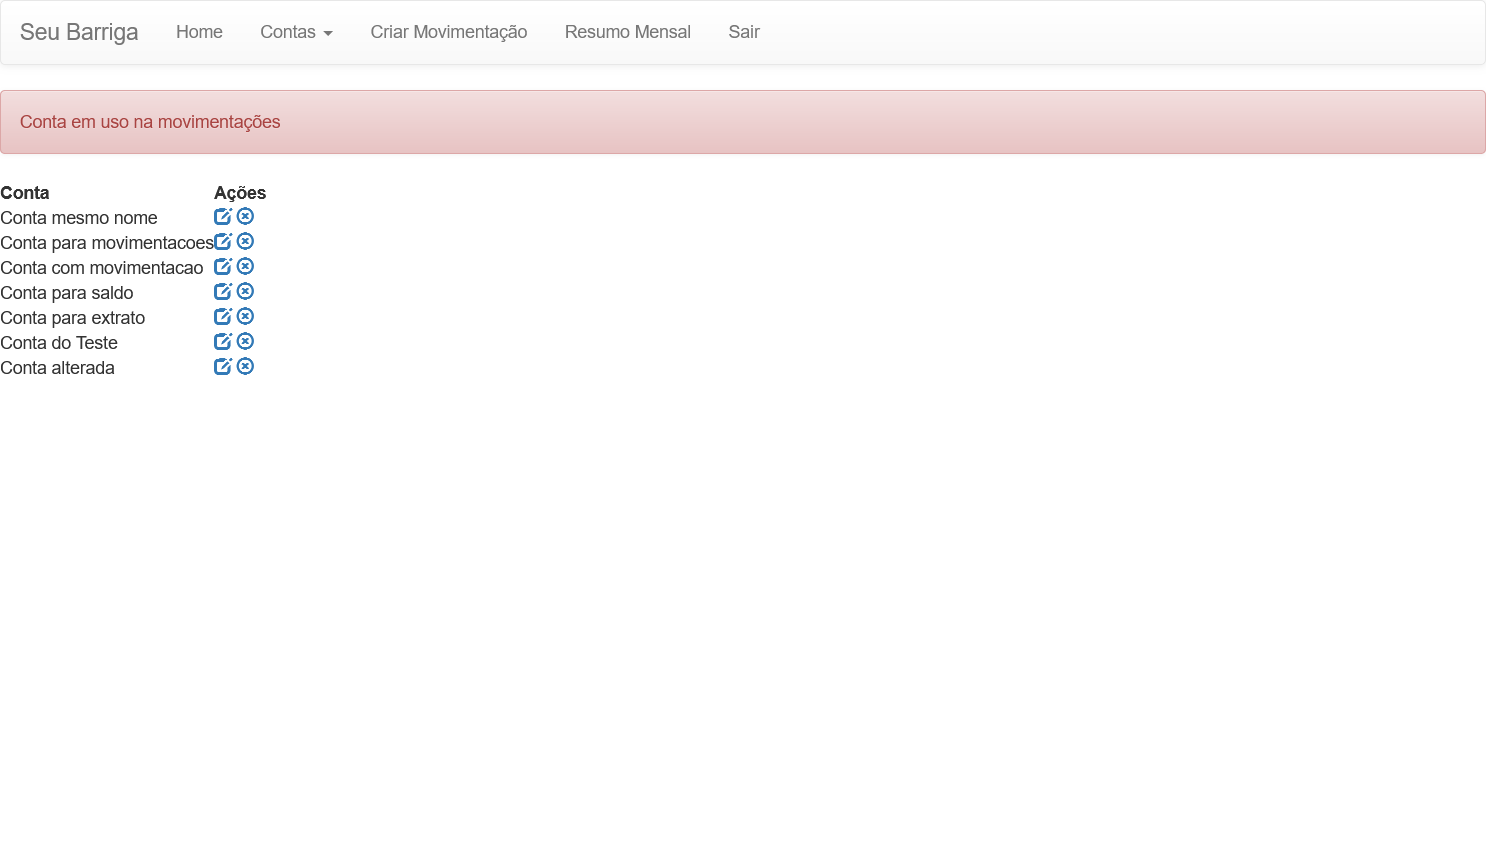 Seu Barriga Home Contas Criar Movimentação Resumo Mensal Sair
Conta em uso na movimentações
Conta Ações
Conta mesmo nome
Conta para movimentacoes
Conta com movimentacao
Conta para saldo
Conta para extrato
Conta do Teste
Conta alterada